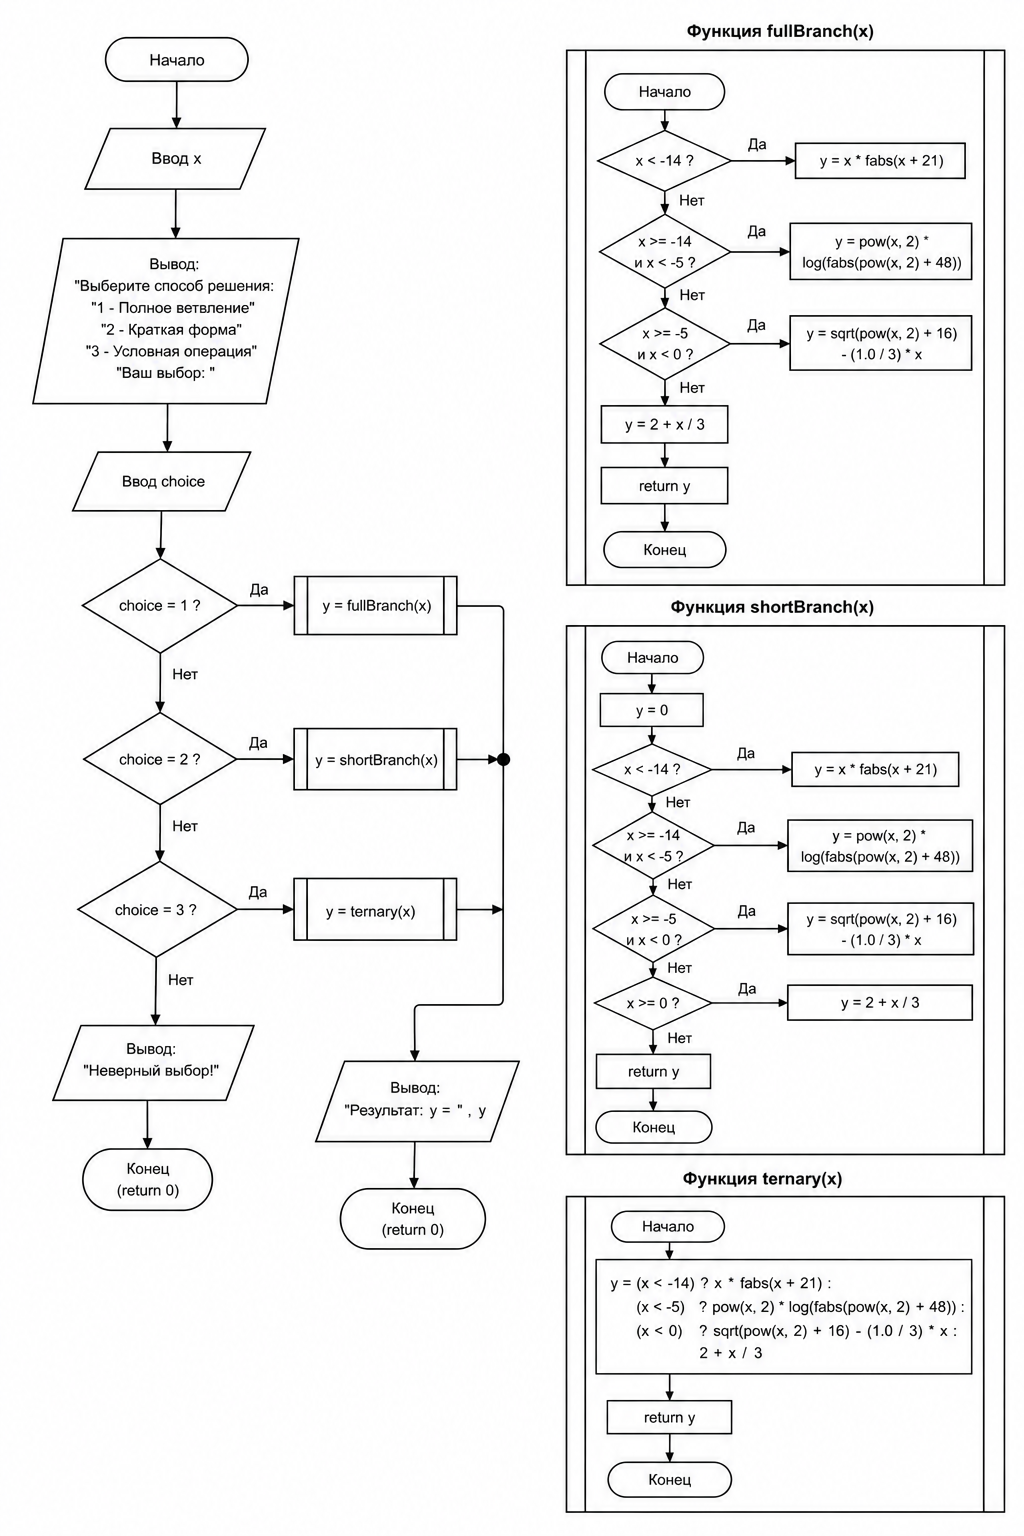 Начало
Ввод x
Вывод:
"Выберите способ решения:
"1 - Полное ветвление"
"2 - Краткая форма"
"3 - Условная операция"
"Ваш выбор: "
Ввод choice
choice = 1 ?
Да
y = fullBranch(x)
Нет
choice = 2 ?
Да
y = shortBranch(x)
Нет
choice = 3 ?
Да
y = ternary(x)
Нет
Вывод:
"Неверный выбор!"
Конец
(return 0)
Вывод:
"Результат: y = " , y
Конец
(return 0)
Функция fullBranch(x)
Начало
x < -14 ?
Да
y = x * fabs(x + 21)
Нет
x >= -14
и x < -5 ?
Да
y = pow(x, 2) *
log(fabs(pow(x, 2) + 48))
Нет
x >= -5
и x < 0 ?
Да
y = sqrt(pow(x, 2) + 16)
- (1.0 / 3) * x
Нет
y = 2 + x / 3
return y
Конец
Функция shortBranch(x)
Начало
y = 0
x < -14 ?
Да
y = x * fabs(x + 21)
Нет
x >= -14
и x < -5 ?
Да
y = pow(x, 2) *
log(fabs(pow(x, 2) + 48))
Нет
x >= -5
и x < 0 ?
Да
y = sqrt(pow(x, 2) + 16)
- (1.0 / 3) * x
Нет
x >= 0 ?
Да
y = 2 + x / 3
Нет
return y
Конец
Функция ternary(x)
Начало
y = (x < -14) ? x * fabs(x + 21) :
(x < -5) ? pow(x, 2) * log(fabs(pow(x, 2) + 48)) :
(x < 0) ? sqrt(pow(x, 2) + 16) - (1.0 / 3) * x :
2 + x / 3
return y
Конец